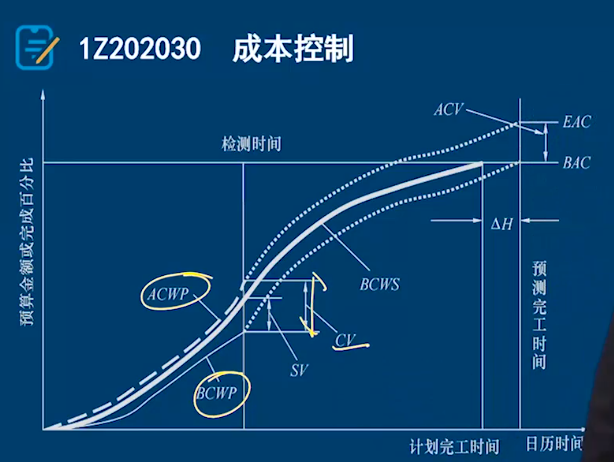 1Z202030 成本控制
ACV
EAC
检测时间
BAC
预算金额或完成百分比
ΔH
ACWP
BCWS
预测完工时间
CV
SV
BCWP
计划完工时间
日历时间